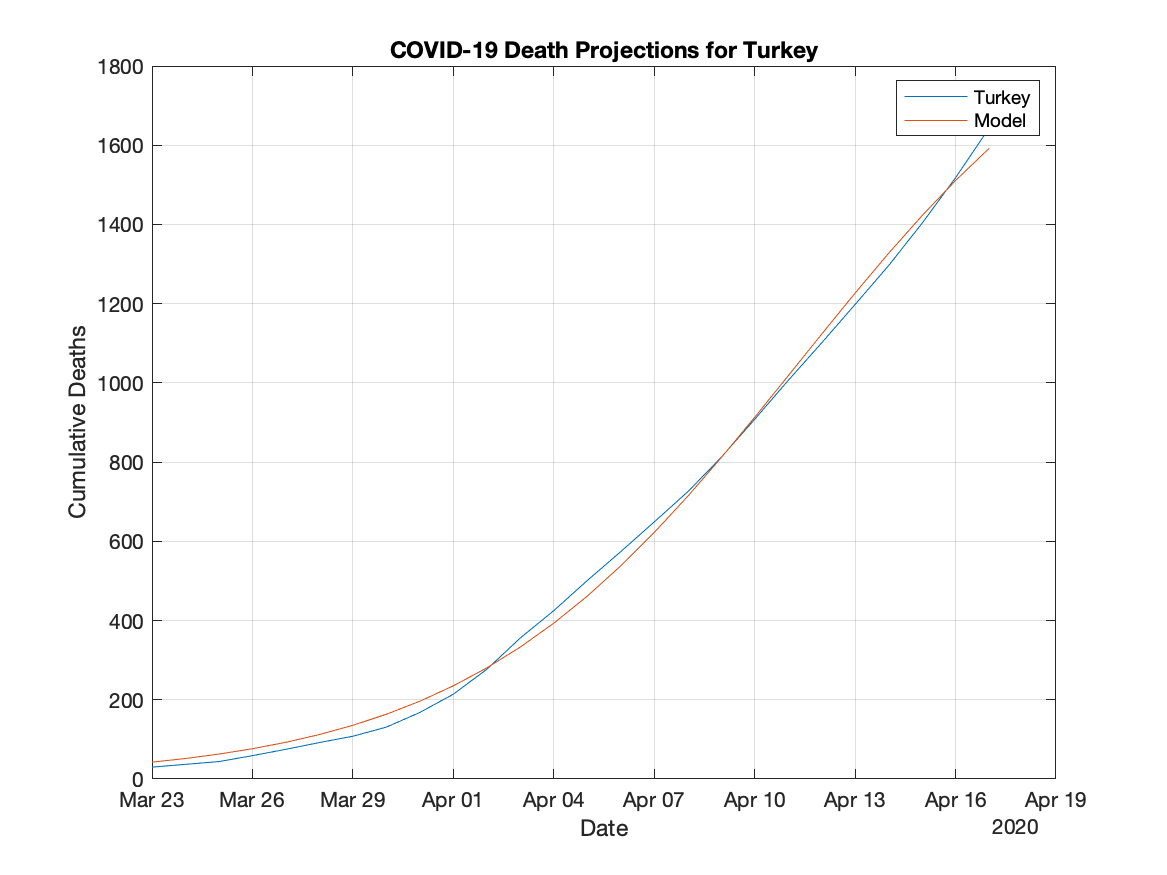 COVID-19 Death Projections for Turkey
Turkey
Model
1800
1600
1400
1200
1000
800
600
400
200
0
Cumulative Deaths
Mar 23 Mar 26 Mar 29 Apr 01 Apr 04 Apr 07 Apr 10 Apr 13 Apr 16 Apr 19
Date
2020